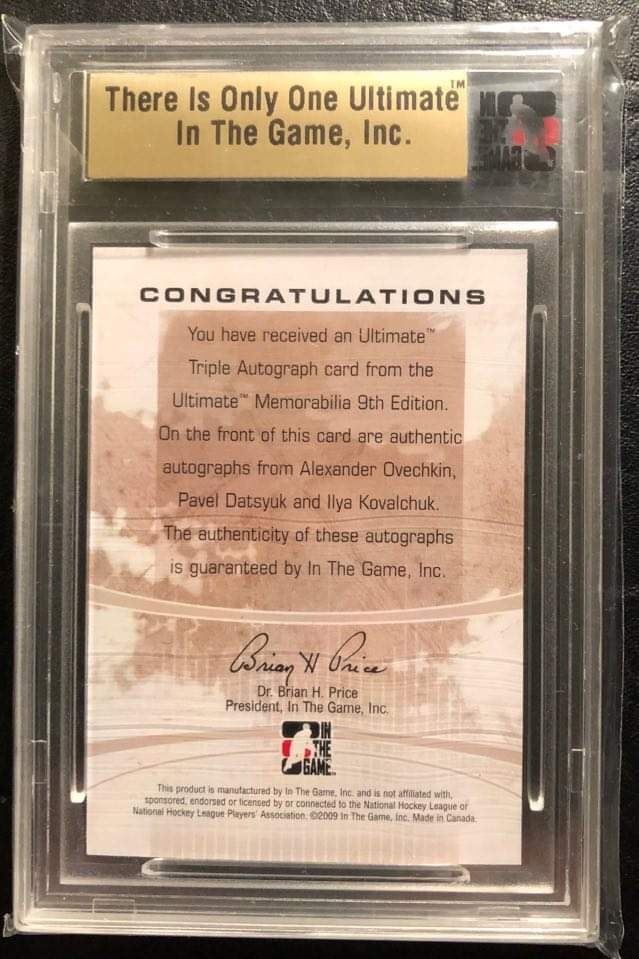 There Is Only One Ultimate™
In The Game, Inc.
IN
THE
GAME
CONGRATULATIONS
You have received an Ultimate™
Triple Autograph card from the
Ultimate™ Memorabilia 9th Edition.
On the front of this card are authentic
autographs from Alexander Ovechkin,
Pavel Datsyuk and Ilya Kovalchuk.
The authenticity of these autographs
is guaranteed by In The Game, Inc.
Brian H Price
Dr. Brian H. Price
President, In The Game, Inc.
IN
THE
GAME
This product is manufactured by In The Game, Inc. and is not affiliated with,
sponsored, endorsed or licensed by or connected to the National Hockey League or
National Hockey League Players' Association. ©2009 In The Game, Inc. Made in Canada.